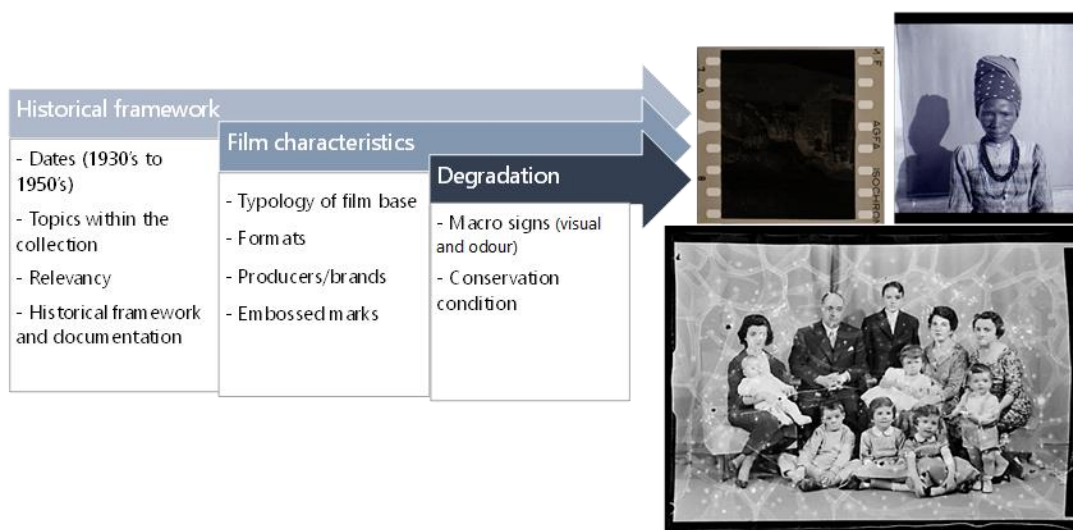 Historical framework
- Dates (1930's to
1950's)
- Topics within the
collection
- Relevancy
- Historical framework
and documentation
Film characteristics
- Typology of film base
- Formats
- Producers/brands
- Embossed marks
Degradation
- Macro signs (visual
and odour)
- Conservation
condition
AGFA ISOCHROM